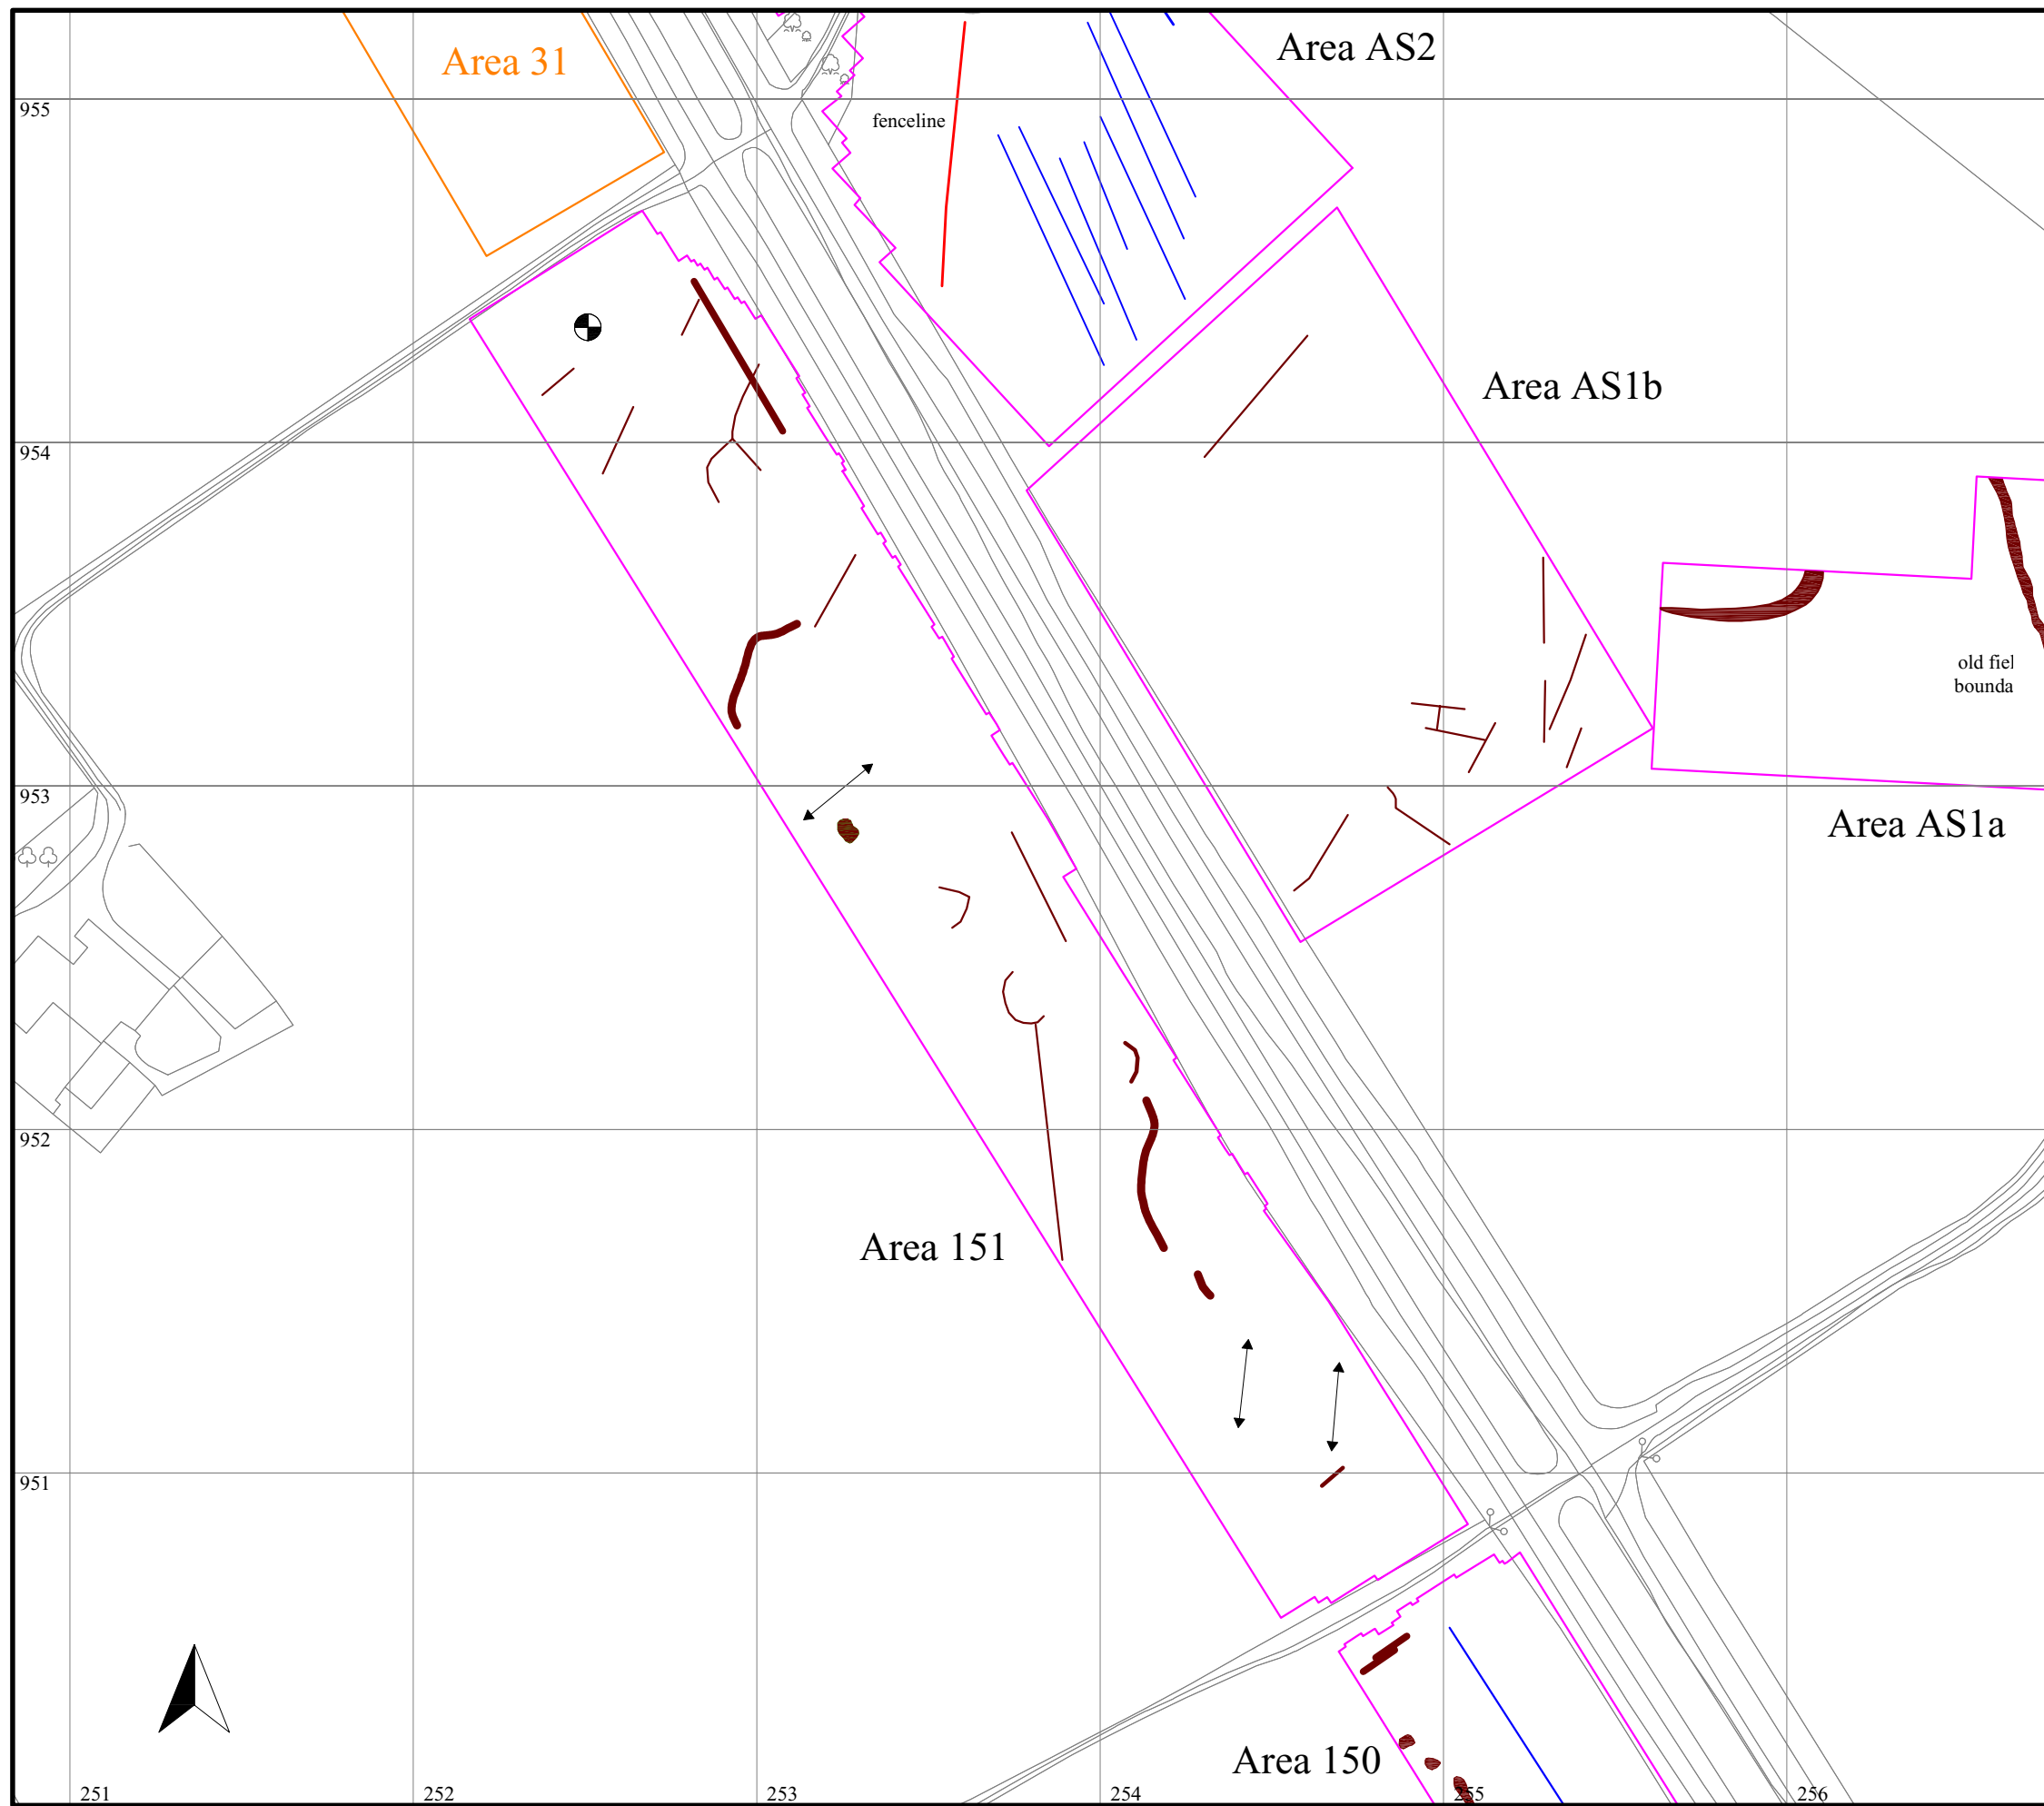 Area AS2
Area 31
955
fenceline
Area AS1b
954
old fiel
bounda
953
Area AS1a
952
Area 151
951
Area 150
251
252
253
254
255
256